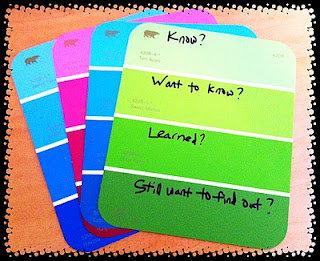 Know?
Want to know?
Learned?
Still want to find out?